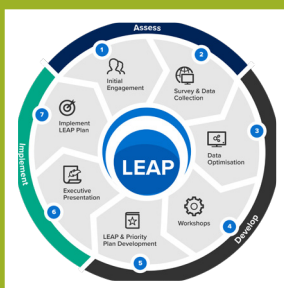 Assess
1
Initial
Engagement
2
Survey & Data
Collection
3
Data
Optimisation
4
Workshops
Develop
5
LEAP & Priority
Plan Development
6
Executive
Presentation
7
Implement
LEAP Plan
Implement
LEAP